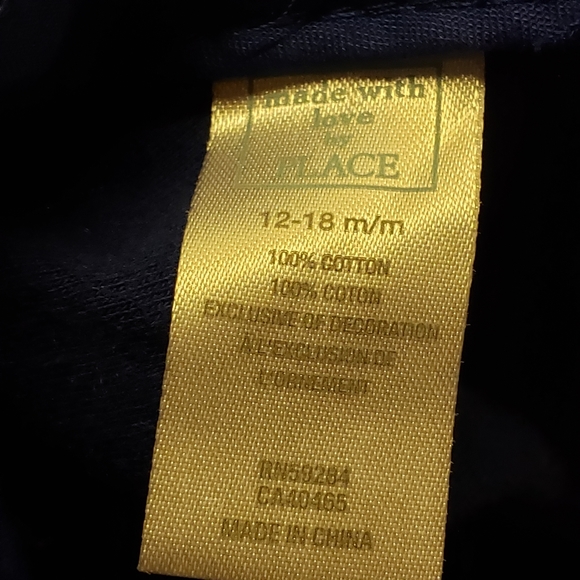 made with
love
by
PLACE
12-18 m/m
100% COTTON
100% COTON
EXCLUSIVE OF DECORATION
À L'EXCLUSION DE
L'ORNEMENT
RN59284
CA40465
MADE IN CHINA